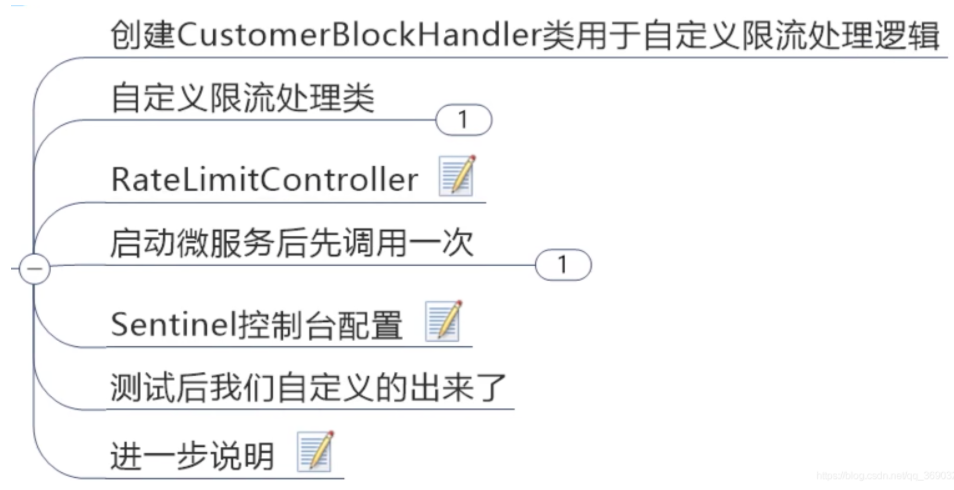 创建CustomerBlockHandler类用于自定义限流处理逻辑
自定义限流处理类
1
RateLimitController
启动微服务后先调用一次
1
Sentinel控制台配置
测试后我们自定义的出来了
进一步说明